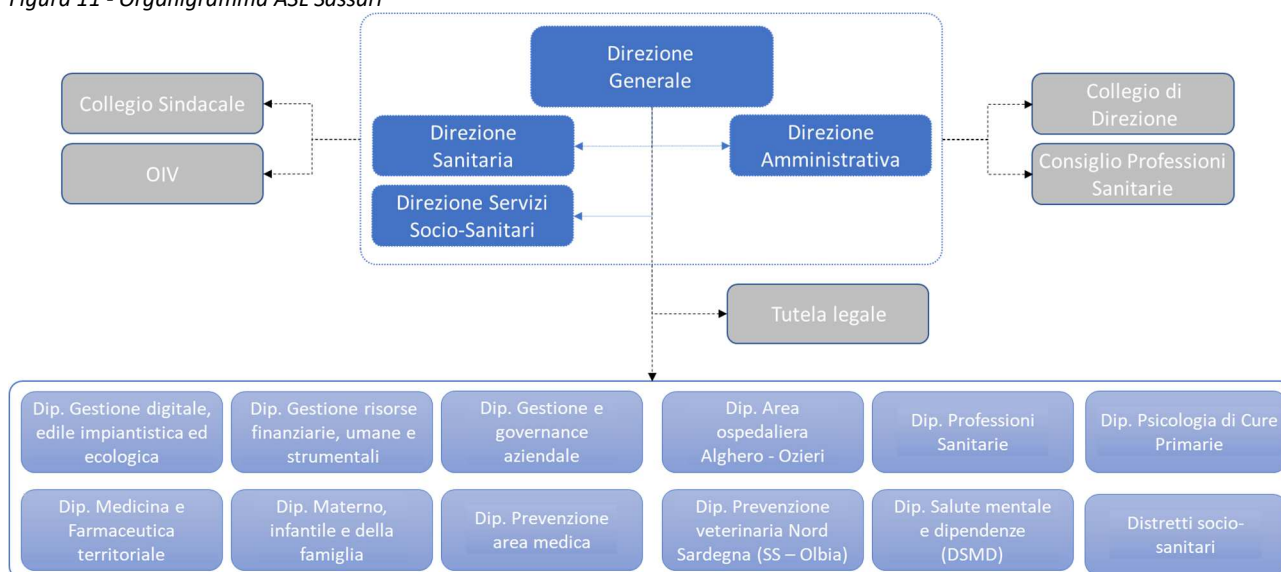 Figura 11 - Organigramma ASL Sassari
Direzione
Generale
Collegio Sindacale
OIV
Direzione
Sanitaria
Direzione
Amministrativa
Direzione Servizi
Socio-Sanitari
Collegio di
Direzione
Consiglio Professioni
Sanitarie
Tutela legale
Dip. Gestione digitale,
edile impiantistica ed
ecologica
Dip. Gestione risorse
finanziarie, umane e
strumentali
Dip. Gestione e
governance
aziendale
Dip. Area
ospedaliera
Alghero - Ozieri
Dip. Professioni
Sanitarie
Dip. Psicologia di Cure
Primarie
Dip. Medicina e
Farmaceutica
territoriale
Dip. Materno,
infantile e della
famiglia
Dip. Prevenzione
area medica
Dip. Prevenzione
veterinaria Nord
Sardegna (SS – Olbia)
Dip. Salute mentale
e dipendenze
(DSMD)
Distretti socio-
sanitari